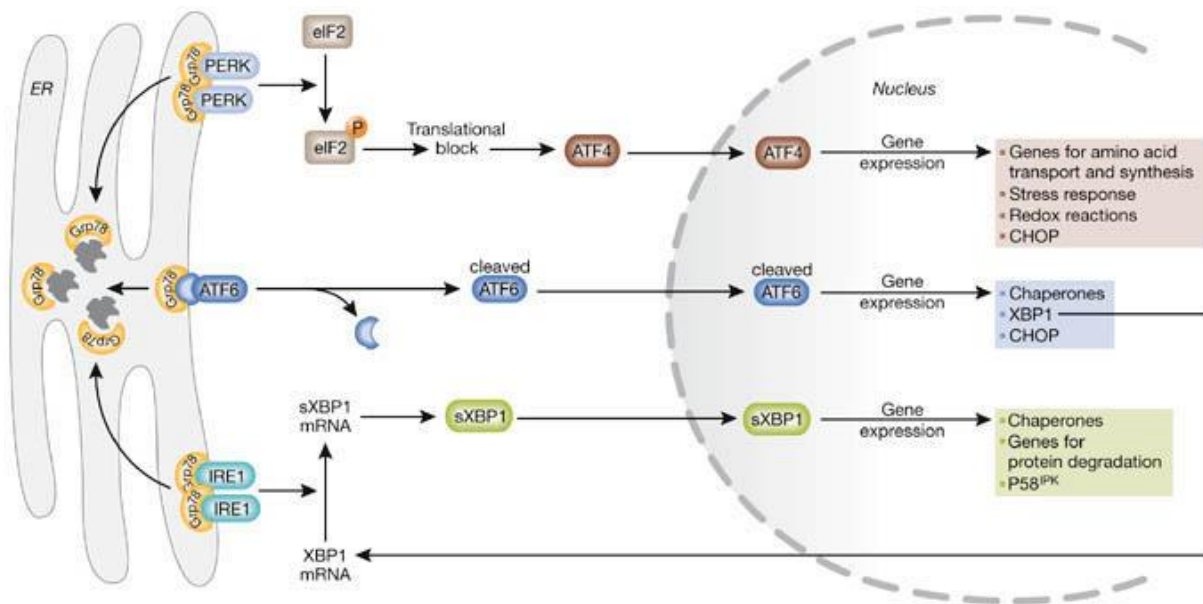 ER
Grp78
PERK
Grp78
PERK
eIF2
P
eIF2
Translational
block
ATF4
Nucleus
ATF4
Gene
expression
Genes for amino acid
transport and synthesis
Stress response
Redox reactions
CHOP
Grp78
Grp78
Grp78
Grp78
ATF6
cleaved
ATF6
cleaved
ATF6
Gene
expression
Chaperones
XBP1
CHOP
Grp78
IRE1
Grp78
IRE1
sXBP1
mRNA
sXBP1
sXBP1
Gene
expression
Chaperones
Genes for
protein degradation
P58ᴵᴾᴷ
XBP1
mRNA